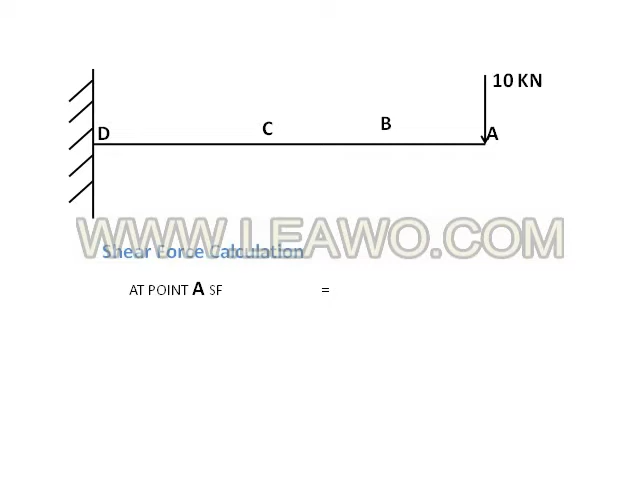 10 KN
D C B A
WWW.LEAWO.COM
Shear Force Calculation
AT POINT A SF =